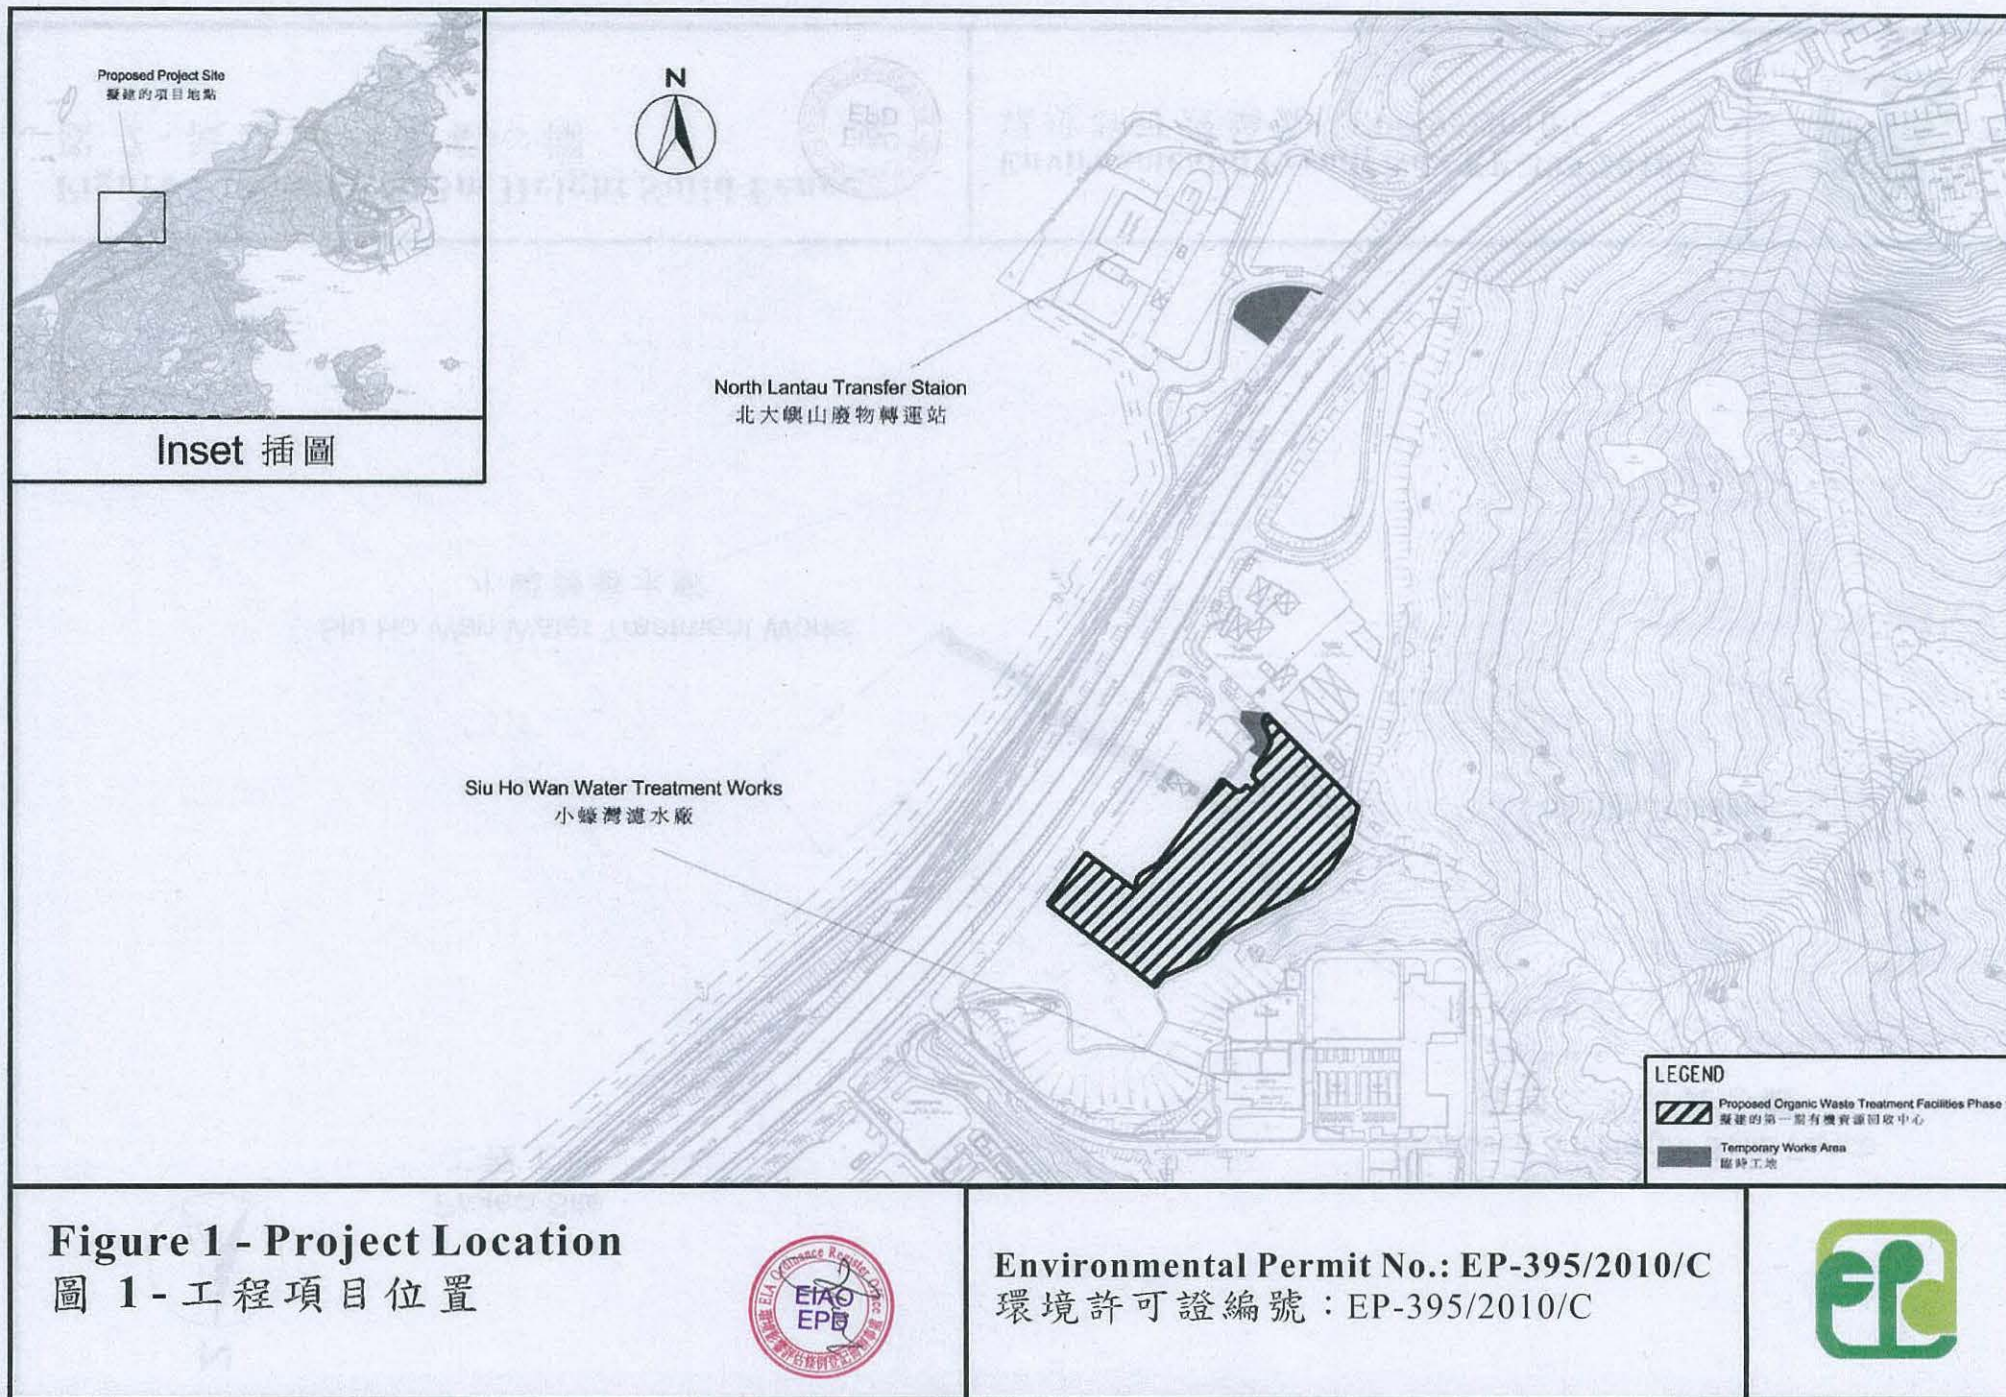 Proposed Project Site
擬建的項目地點
N
North Lantau Transfer Staion
北大嶼山廢物轉運站
Inset 插圖
Siu Ho Wan Water Treatment Works
小蠔灣濾水廠
LEGEND
Proposed Organic Waste Treatment Facilities Phase
擬建的第一期有機資源回收中心
Temporary Works Area
臨時工地
Figure 1 - Project Location
圖 1 - 工程項目位置
EIA Ordinance Register Office
EIAO
EPD
Environmental Permit No.: EP-395/2010/C
環境許可證編號：EP-395/2010/C